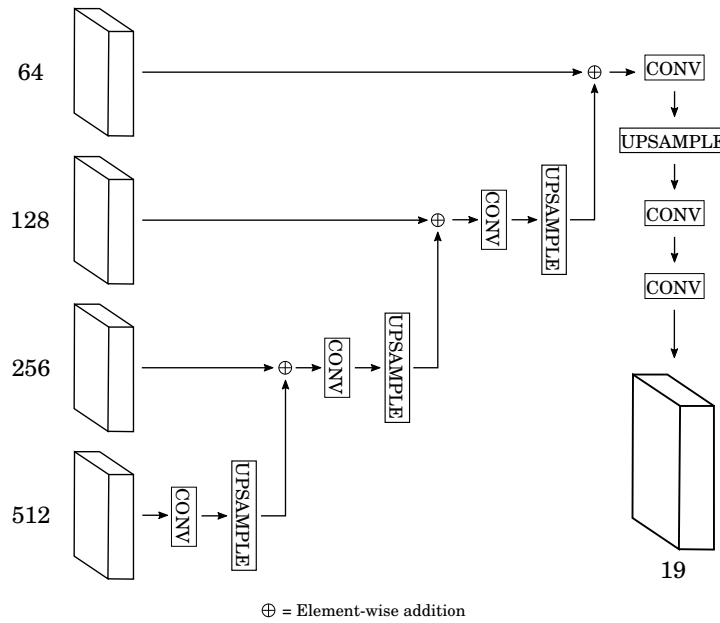 64
CONV
UPSAMPLE
128
CONV
UPSAMPLE
CONV
256
CONV
UPSAMPLE
CONV
512
CONV
UPSAMPLE
19
⊕ = Element-wise addition